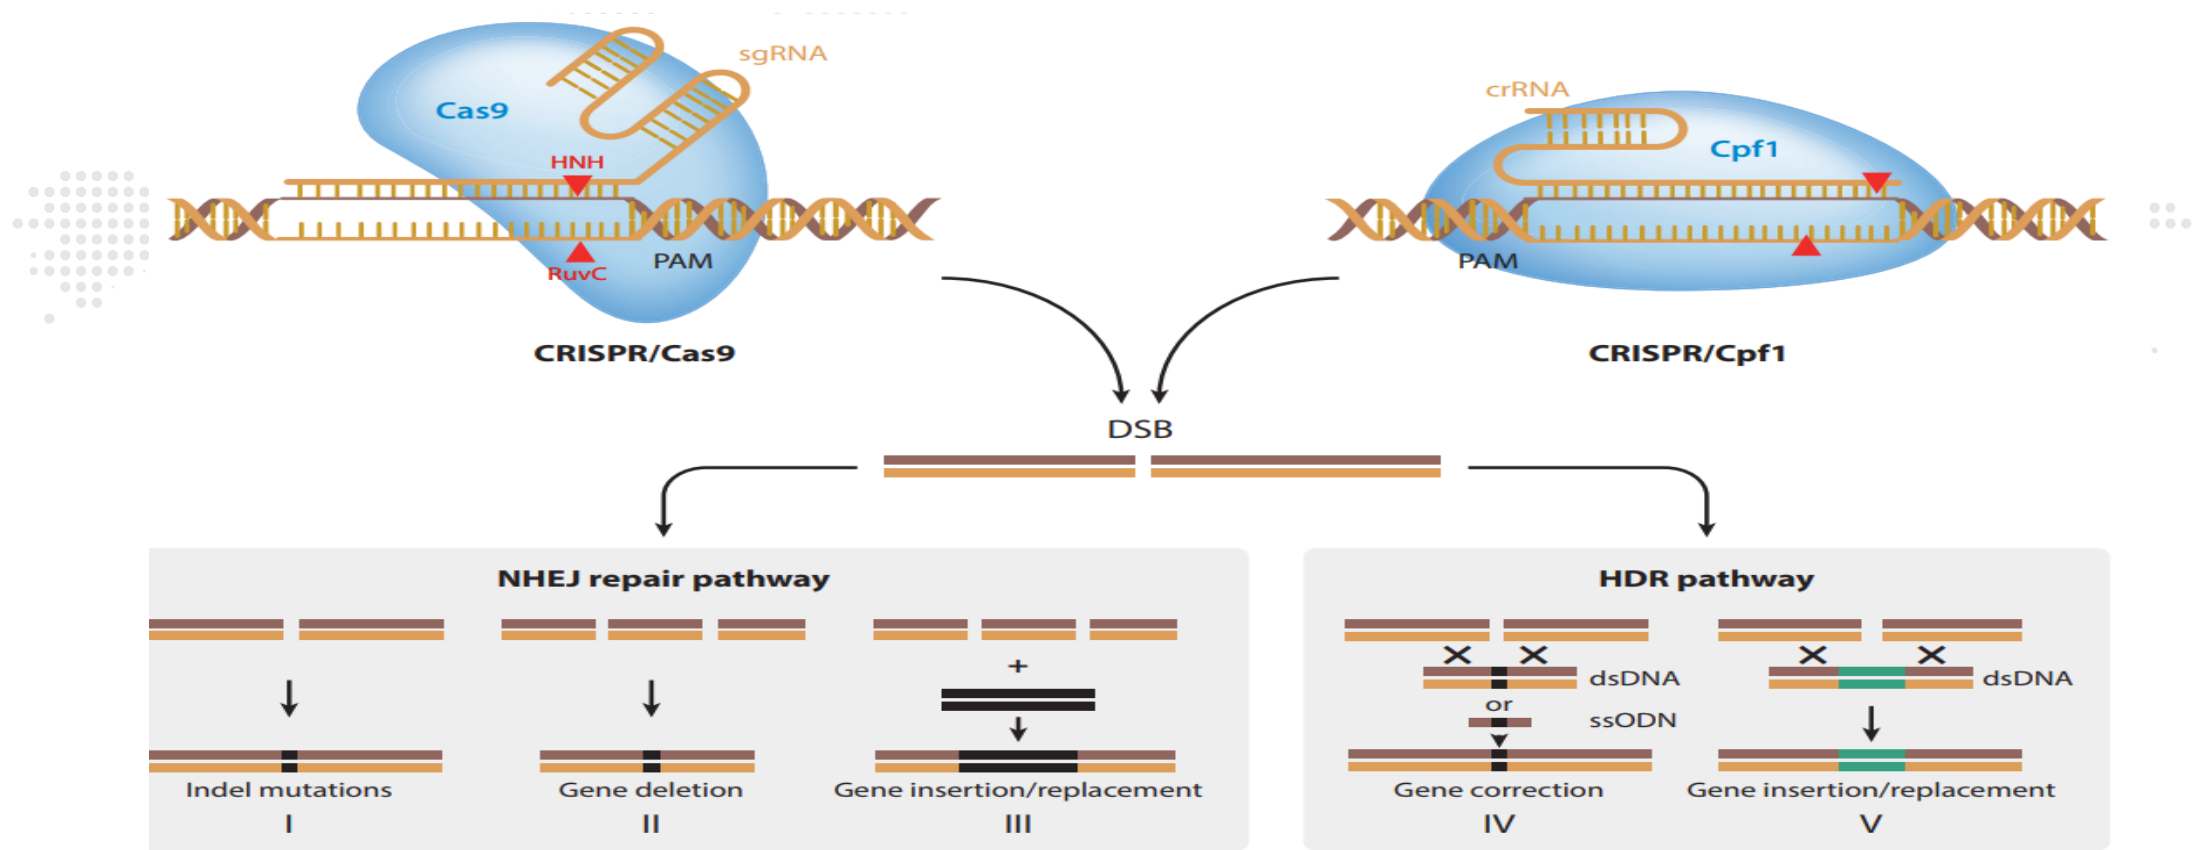 sgRNA
Cas9
HNH
RuvC
PAM
CRISPR/Cas9
crRNA
Cpf1
PAM
CRISPR/Cpf1
DSB
NHEJ repair pathway
+
Indel mutations
I
Gene deletion
II
Gene insertion/replacement
III
HDR pathway
X X
dsDNA
or
ssODN
Gene correction
IV
X X
dsDNA
Gene insertion/replacement
V